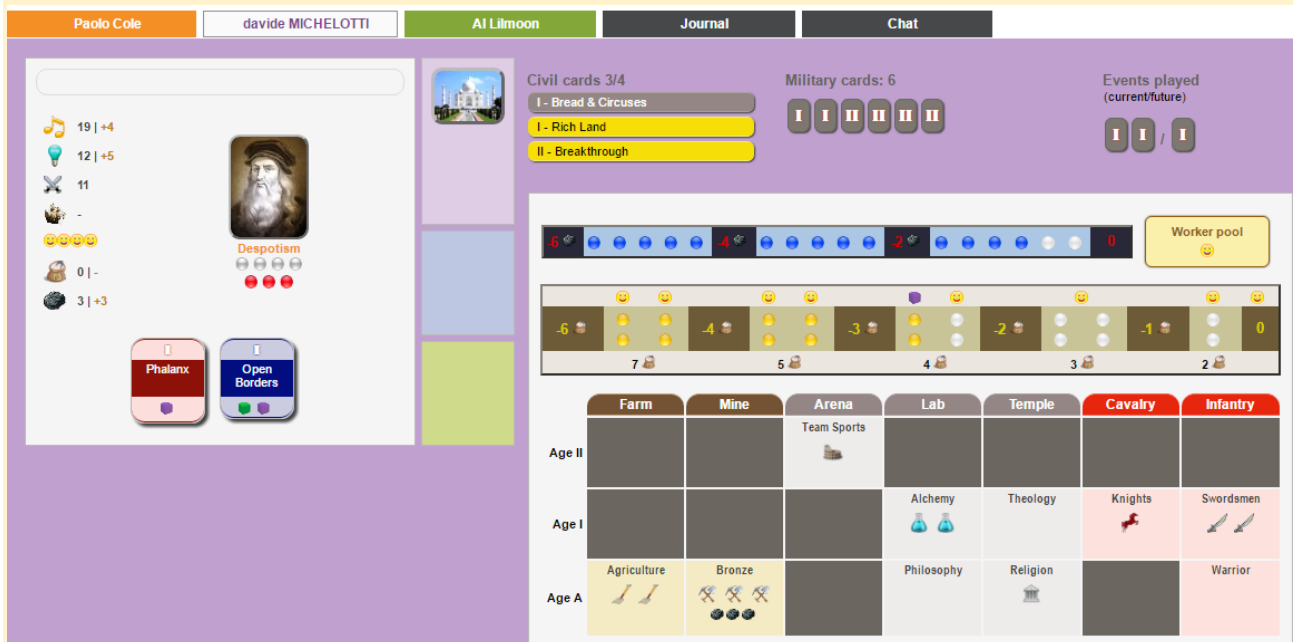 Paolo Cole
davide MICHELOTTI
Al Lilmoon
Journal
Chat
19 | +4
12 | +5
11
-
0 | -
3 | +3
Despotism
Phalanx
Open
Borders
Civil cards 3/4
I - Bread & Circuses
I - Rich Land
II - Breakthrough
Military cards: 6
I I II II II II
Events played
(current/future)
I I / I
-6 -4 -2 0
Worker pool
-6 -4 -3 -2 -1 0
7 5 4 3 2
Farm Mine Arena Lab Temple Cavalry Infantry
Age II
Team Sports
Age I
Alchemy Theology Knights Swordsmen
Age A
Agriculture Bronze Philosophy Religion Warrior